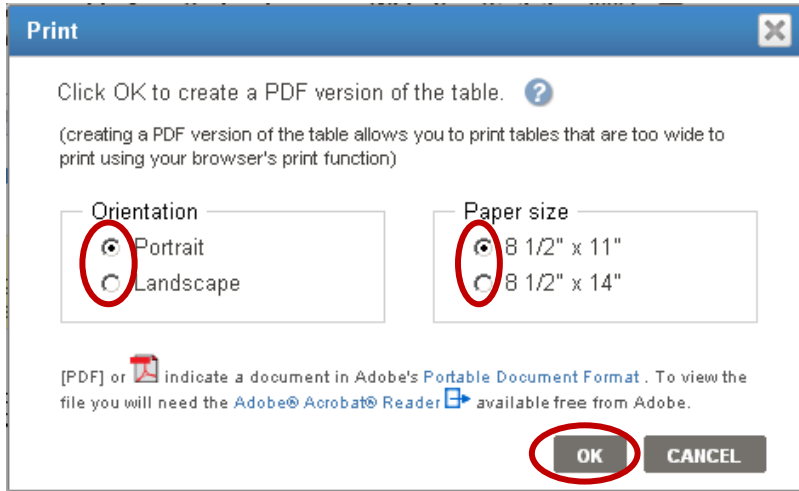 Print
Click OK to create a PDF version of the table. ?
(creating a PDF version of the table allows you to print tables that are too wide to
print using your browser's print function)
Orientation
Portrait
Landscape
Paper size
8 1/2" x 11"
8 1/2" x 14"
[PDF] or indicate a document in Adobe's Portable Document Format . To view the
file you will need the Adobe® Acrobat® Reader available free from Adobe.
OK CANCEL